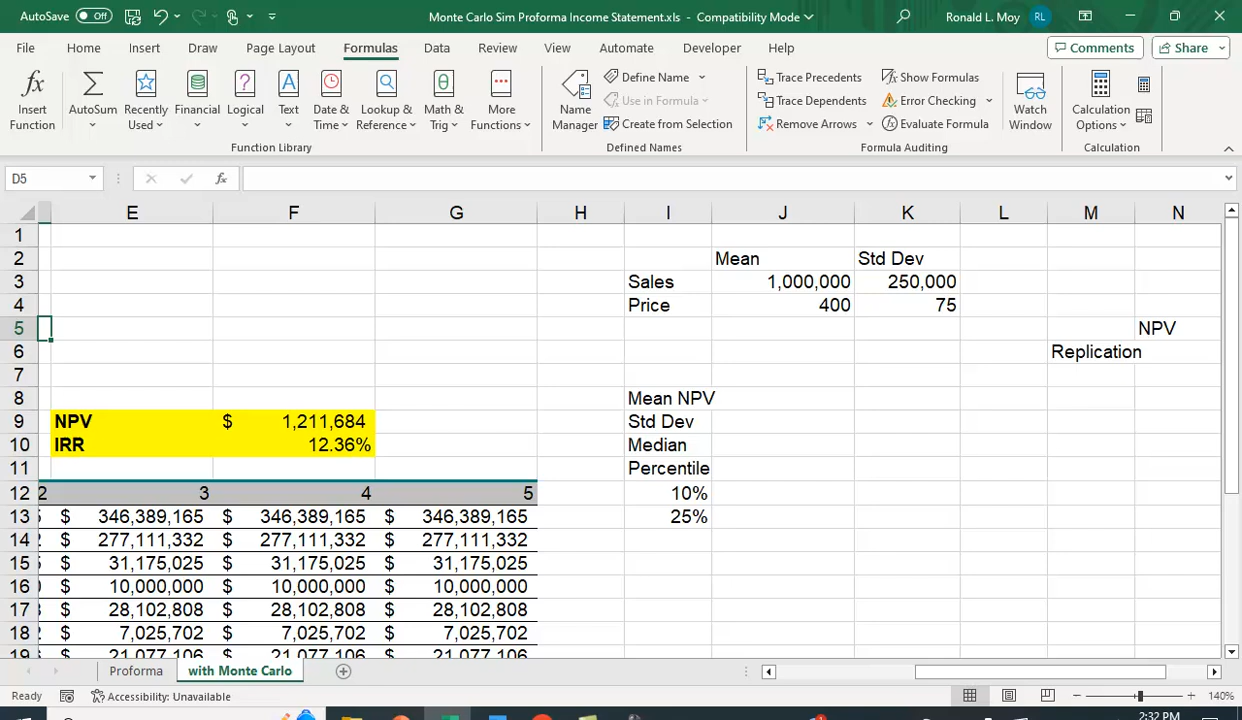 AutoSave Off Monte Carlo Sim Proforma Income Statement.xls - Compatibility Mode Ronald L. Moy RL
File Home Insert Draw Page Layout Formulas Data Review View Automate Developer Help Comments Share
Insert Function AutoSum Recently Used Financial Logical Text Date & Time Lookup & Reference Math & Trig More Functions
Function Library
Name Manager Define Name Use in Formula Create from Selection
Defined Names
Trace Precedents Show Formulas
Trace Dependents Error Checking
Remove Arrows Evaluate Formula
Watch Window
Formula Auditing
Calculation Options
Calculation
D5 fx
E F G H I J K L M N
1
2 Mean Std Dev
3 Sales 1,000,000 250,000
4 Price 400 75
5 NPV
6 Replication
7
8 Mean NPV
9 NPV $ 1,211,684 Std Dev
10 IRR 12.36% Median
11 Percentile
12 2 3 4 5 10%
13 $ 346,389,165 $ 346,389,165 $ 346,389,165 25%
14 $ 277,111,332 $ 277,111,332 $ 277,111,332
15 $ 31,175,025 $ 31,175,025 $ 31,175,025
16 $ 10,000,000 $ 10,000,000 $ 10,000,000
17 $ 28,102,808 $ 28,102,808 $ 28,102,808
18 $ 7,025,702 $ 7,025,702 $ 7,025,702
19 $ 21,077,106 $ 21,077,106 $ 21,077,106
Proforma with Monte Carlo
Ready Accessibility: Unavailable 140%
2:32 PM